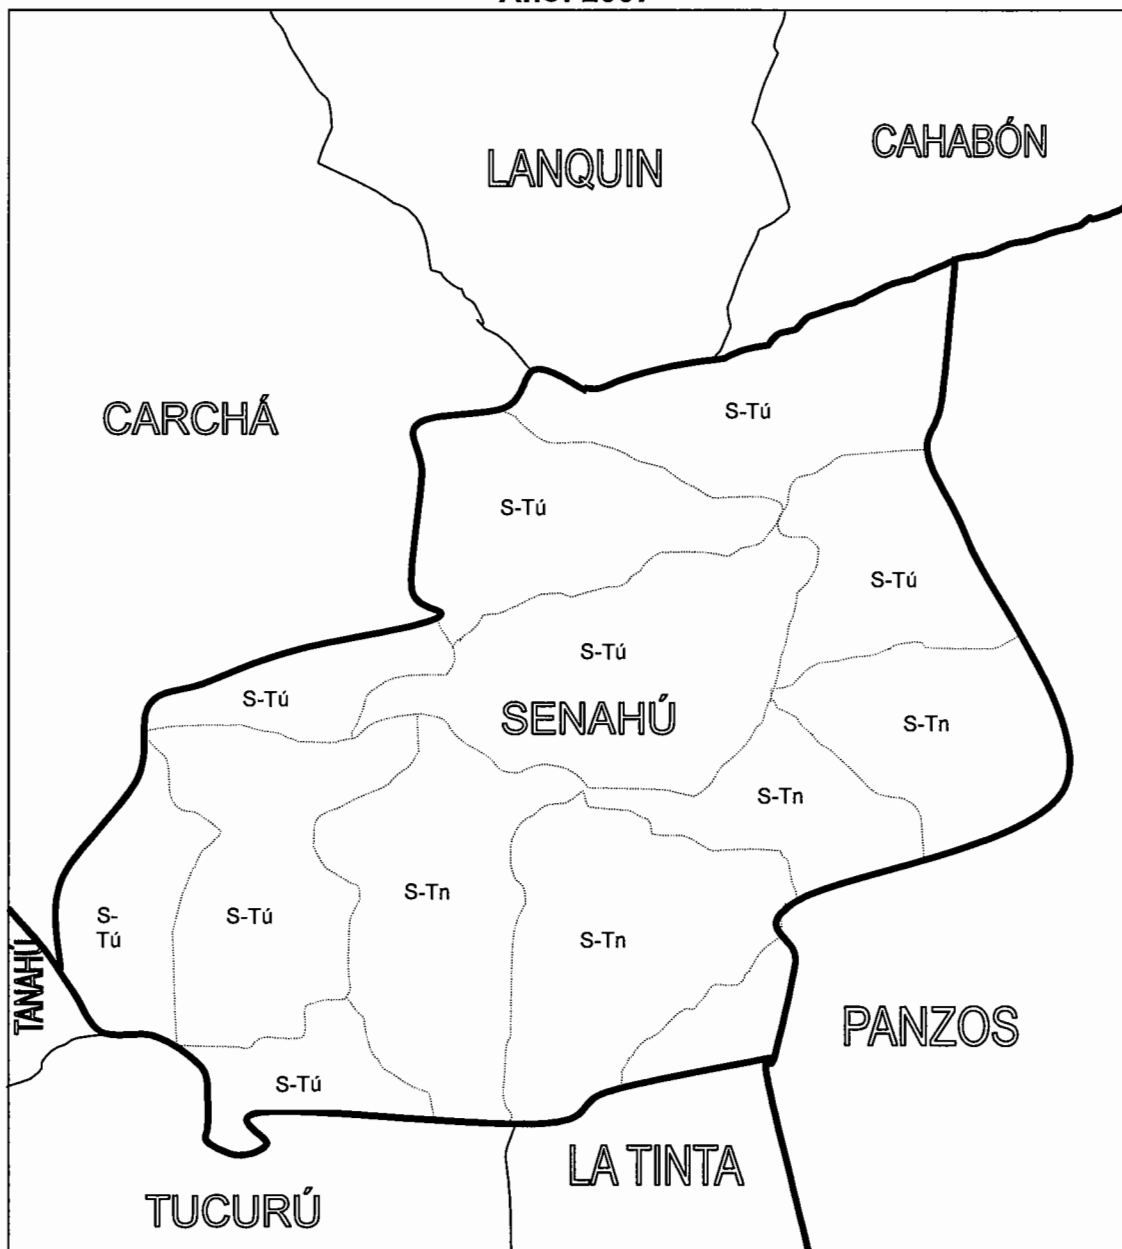 LANQUIN
CAHABÓN
CARCHÁ
S-Tú
S-Tú
S-Tú
S-Tú
S-Tú
SENAHÚ
S-Tn
S-Tn
S-Tn
S-
Tú
S-Tú
S-Tn
TANAHÚ
PANZOS
S-Tú
LA TINTA
TUCURÚ